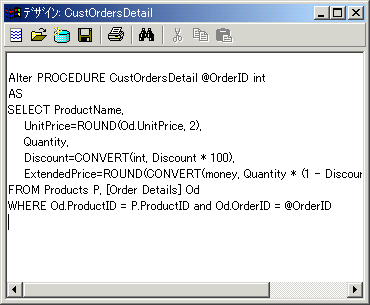 デザイン: CustOrdersDetail
Alter PROCEDURE CustOrdersDetail @OrderID int
AS
SELECT ProductName,
UnitPrice=ROUND(Od.UnitPrice, 2),
Quantity,
Discount=CONVERT(int, Discount * 100),
ExtendedPrice=ROUND(CONVERT(money, Quantity * (1 - Discoun
FROM Products P, [Order Details] Od
WHERE Od.ProductID = P.ProductID and Od.OrderID = @OrderID